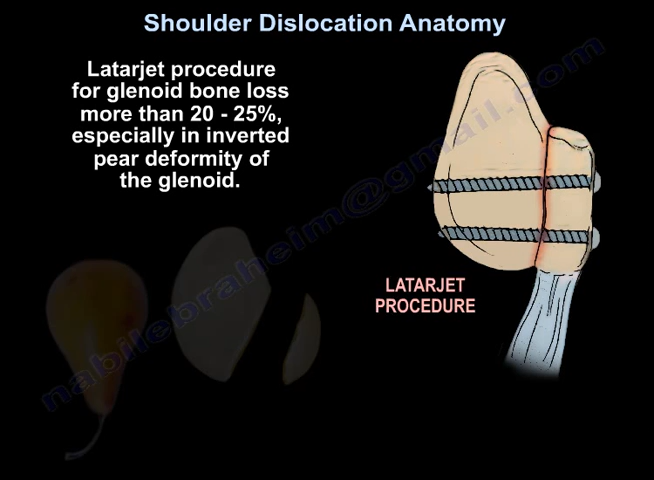 Shoulder Dislocation Anatomy
Latarjet procedure
for glenoid bone loss
more than 20 - 25%,
especially in inverted
pear deformity of
the glenoid.
LATARJET
PROCEDURE
nabilebraheim@gmail.com